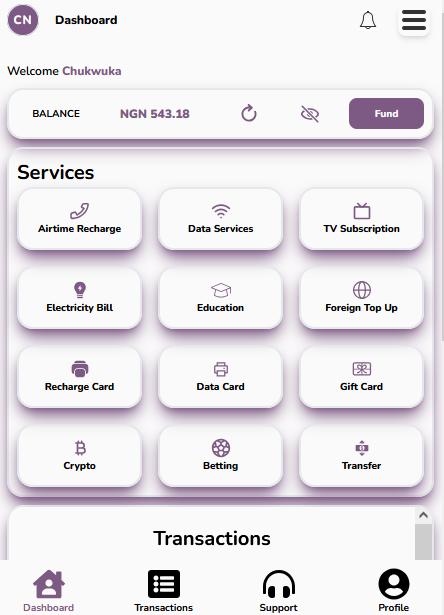 CN Dashboard
Welcome Chukwuka
BALANCE NGN 543.18 Fund
Services
Airtime Recharge Data Services TV Subscription
Electricity Bill Education Foreign Top Up
Recharge Card Data Card Gift Card
Crypto Betting Transfer
Transactions
Dashboard Transactions Support Profile